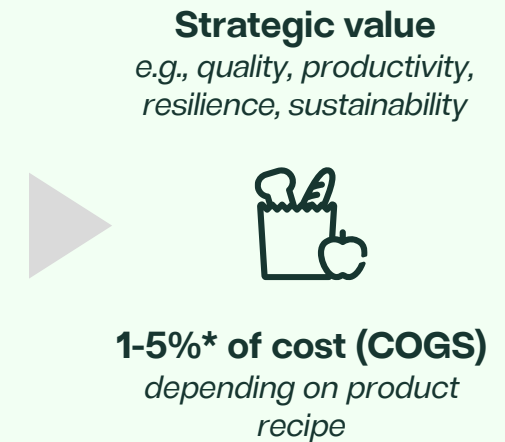 Strategic value
e.g., quality, productivity,
resilience, sustainability
1-5%* of cost (COGS)
depending on product
recipe